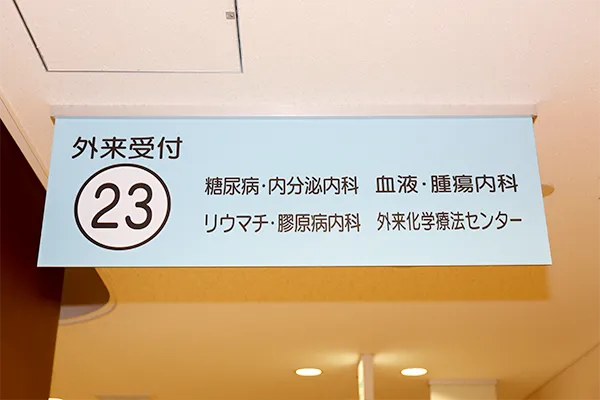 外来受付
23
糖尿病・内分泌内科 血液・腫瘍内科
リウマチ・膠原病内科 外来化学療法センター